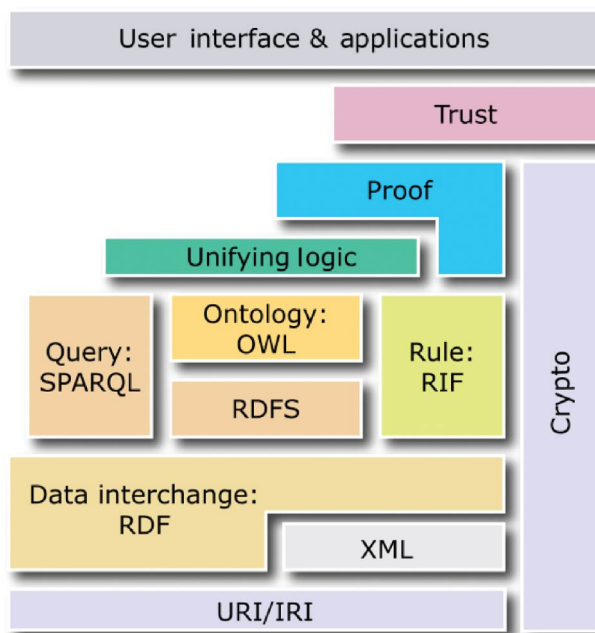 User interface & applications
Trust
Proof
Unifying logic
Query:
SPARQL
Ontology:
OWL
Rule:
RIF
RDFS
Crypto
Data interchange:
RDF
XML
URI/IRI